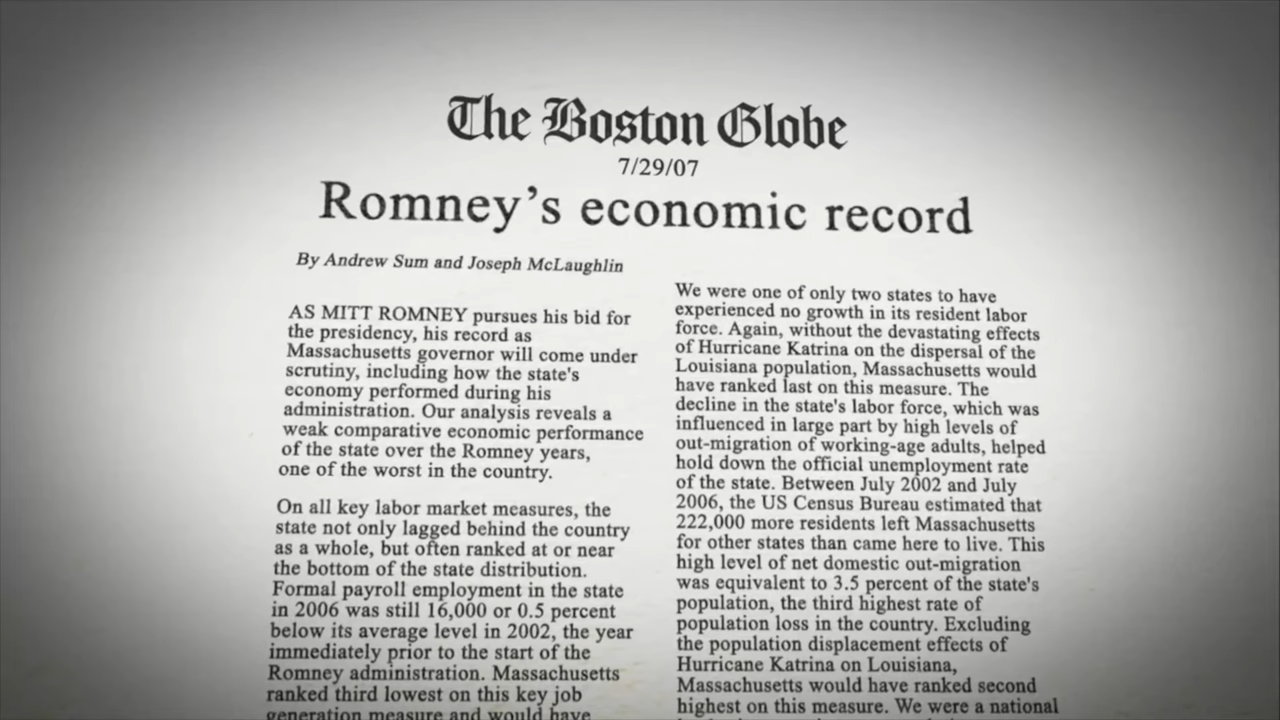 The Boston Globe
7/29/07
Romney's economic record
By Andrew Sum and Joseph McLaughlin
AS MITT ROMNEY pursues his bid for
the presidency, his record as
Massachusetts governor will come under
scrutiny, including how the state's
economy performed during his
administration. Our analysis reveals a
weak comparative economic performance
of the state over the Romney years,
one of the worst in the country.
On all key labor market measures, the
state not only lagged behind the country
as a whole, but often ranked at or near
the bottom of the state distribution.
Formal payroll employment in the state
in 2006 was still 16,000 or 0.5 percent
below its average level in 2002, the year
immediately prior to the start of the
Romney administration. Massachusetts
ranked third lowest on this key job
generation measure and would have
We were one of only two states to have
experienced no growth in its resident labor
force. Again, without the devastating effects
of Hurricane Katrina on the dispersal of the
Louisiana population, Massachusetts would
have ranked last on this measure. The
decline in the state's labor force, which was
influenced in large part by high levels of
out-migration of working-age adults, helped
hold down the official unemployment rate
of the state. Between July 2002 and July
2006, the US Census Bureau estimated that
222,000 more residents left Massachusetts
for other states than came here to live. This
high level of net domestic out-migration
was equivalent to 3.5 percent of the state's
population, the third highest rate of
population loss in the country. Excluding
the population displacement effects of
Hurricane Katrina on Louisiana,
Massachusetts would have ranked second
highest on this measure. We were a national